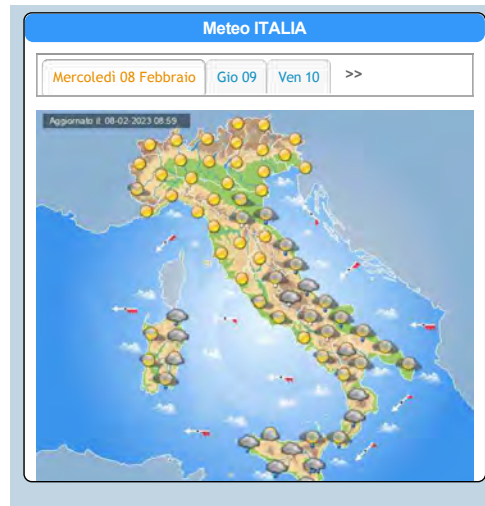 Meteo ITALIA
Mercoledì 08 Febbraio Gio 09 Ven 10 >>
Aggiornato il: 08-02-2023 08:59